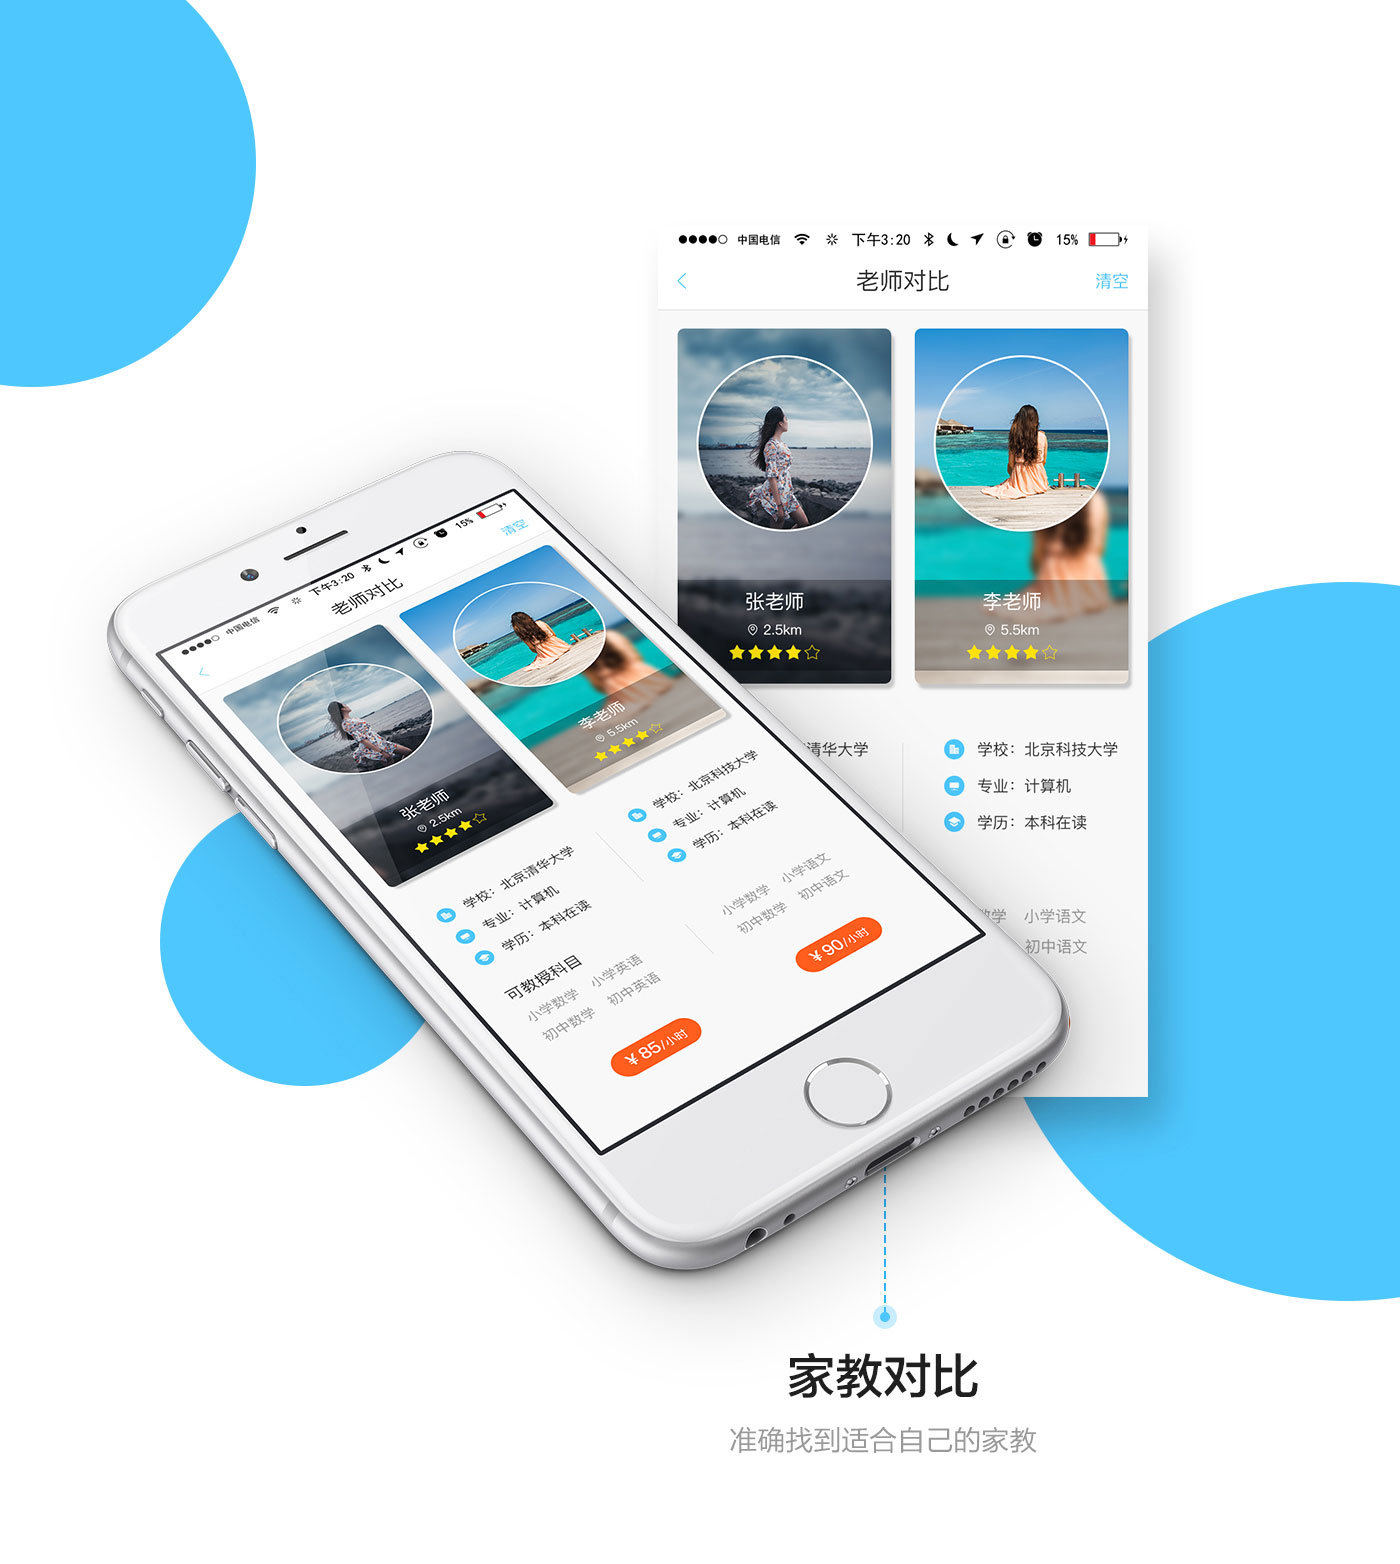 中国电信 下午3:20 15%
老师对比 清空
张老师
2.5km
李老师
5.5km
清华大学
学校：北京科技大学
专业：计算机
学历：本科在读
数学 小学语文
初中语文
中国电信 下午3:20 15%
老师对比 清空
张老师
2.5km
李老师
5.5km
学校：北京清华大学
专业：计算机
学历：本科在读
学校：北京科技大学
专业：计算机
学历：本科在读
可教授科目
小学数学 小学英语
初中数学 初中英语
¥85/小时
小学数学 小学语文
初中数学 初中语文
¥90/小时
家教对比
准确找到适合自己的家教